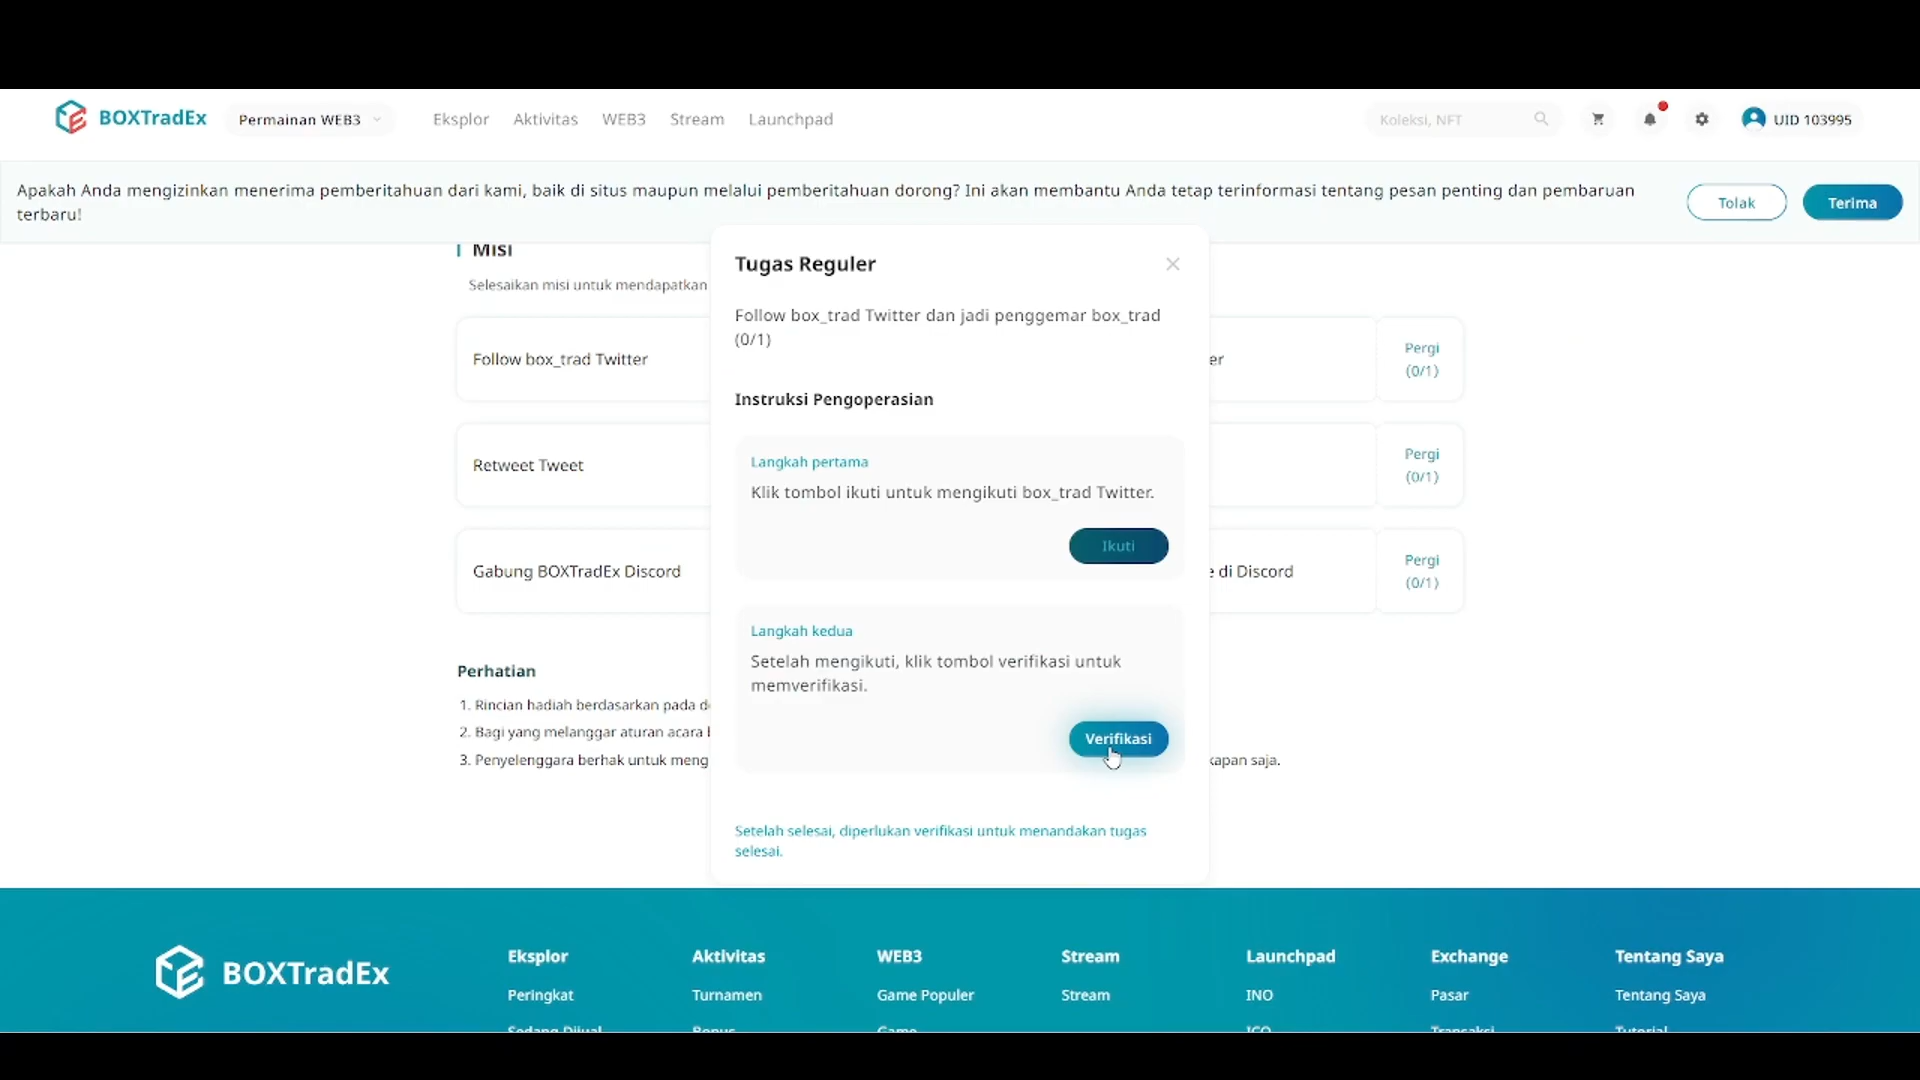 BOXTradEx
Permainan WEB3
Eksplor
Aktivitas
WEB3
Stream
Launchpad
Koleksi, NFT
UID 103995
Apakah Anda mengizinkan menerima pemberitahuan dari kami, baik di situs maupun melalui pemberitahuan dorong? Ini akan membantu Anda tetap terinformasi tentang pesan penting dan pembaruan
terbaru!
Tolak
Terima
Misi
Selesaikan misi untuk mendapatkan
Follow box_trad Twitter
er
Pergi
(0/1)
Retweet Tweet
Pergi
(0/1)
Gabung BOXTradEx Discord
e di Discord
Pergi
(0/1)
Perhatian
1. Rincian hadiah berdasarkan pada d
2. Bagi yang melanggar aturan acara
3. Penyelenggara berhak untuk meng
kapan saja.
Tugas Reguler
Follow box_trad Twitter dan jadi penggemar box_trad
(0/1)
Instruksi Pengoperasian
Langkah pertama
Klik tombol ikuti untuk mengikuti box_trad Twitter.
Ikuti
Langkah kedua
Setelah mengikuti, klik tombol verifikasi untuk
memverifikasi.
Verifikasi
Setelah selesai, diperlukan verifikasi untuk menandakan tugas
selesai.
BOXTradEx
Eksplor
Peringkat
Sedang Dijual
Aktivitas
Turnamen
Bonus
WEB3
Game Populer
Game
Stream
Stream
Launchpad
INO
ICO
Exchange
Pasar
Transaksi
Tentang Saya
Tentang Saya
Tutorial